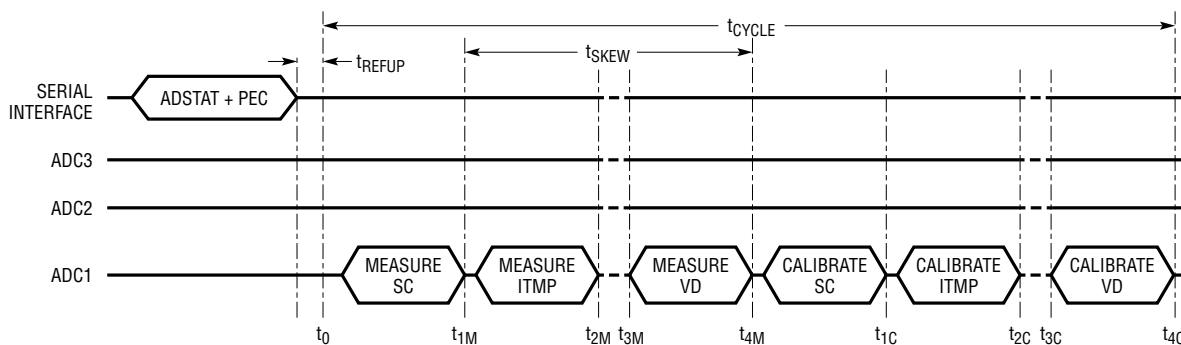 tCYCLE
tSKEW
tREFUP
SERIAL
INTERFACE
ADSTAT + PEC
ADC3
ADC2
ADC1
MEASURE
SC
MEASURE
ITMP
MEASURE
VD
CALIBRATE
SC
CALIBRATE
ITMP
CALIBRATE
VD
t0 t1M t2M t3M t4M t1C t2C t3C t4C